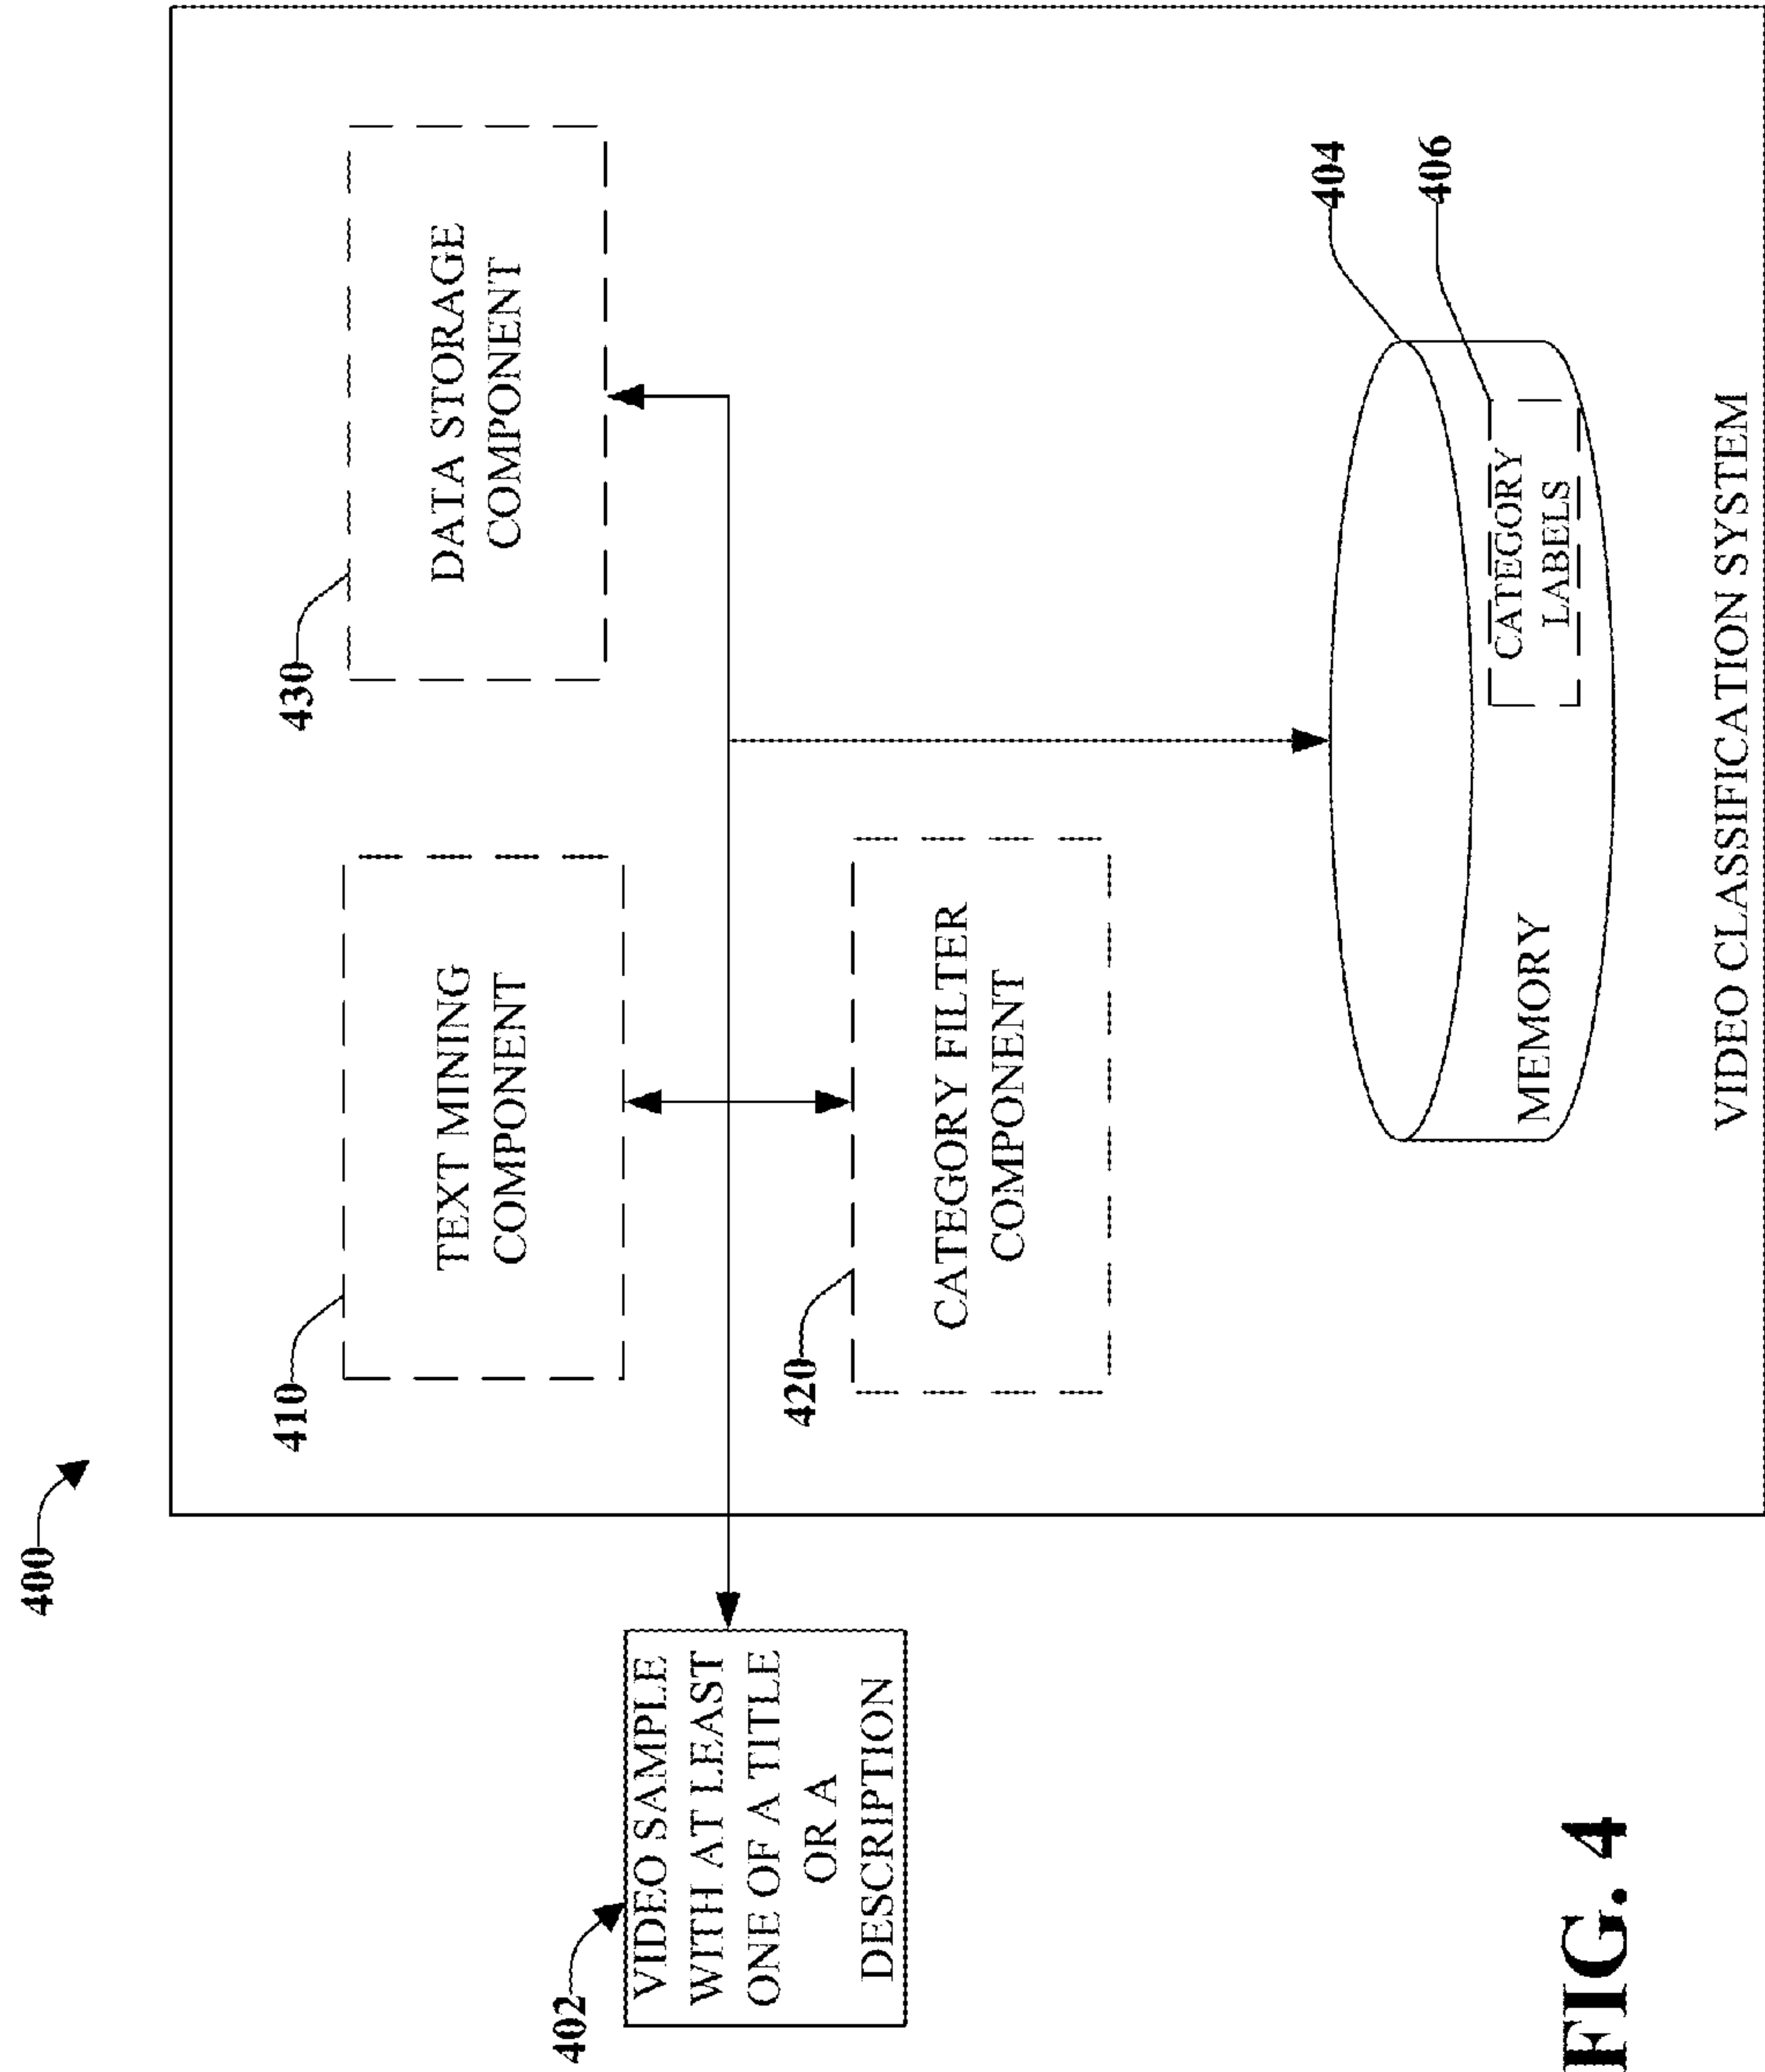 400
402
VIDEO SAMPLE
WITH AT LEAST
ONE OF A TITLE
OR A
DESCRIPTION
410
TEXT MINING
COMPONENT
430
DATA STORAGE
COMPONENT
420
CATEGORY FILTER
COMPONENT
404
406
MEMORY
CATEGORY
LABELS
VIDEO CLASSIFICATION SYSTEM
FIG. 4